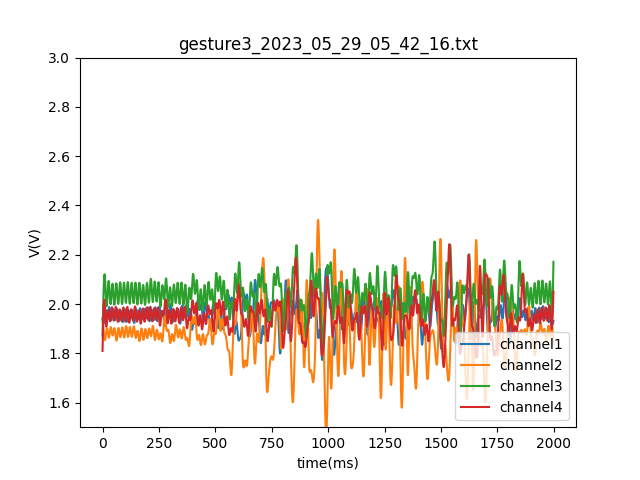 gesture3_2023_05_29_05_42_16.txt
V(V)
3.0
2.8
2.6
2.4
2.2
2.0
1.8
1.6
channel1
channel2
channel3
channel4
0 250 500 750 1000 1250 1500 1750 2000
time(ms)